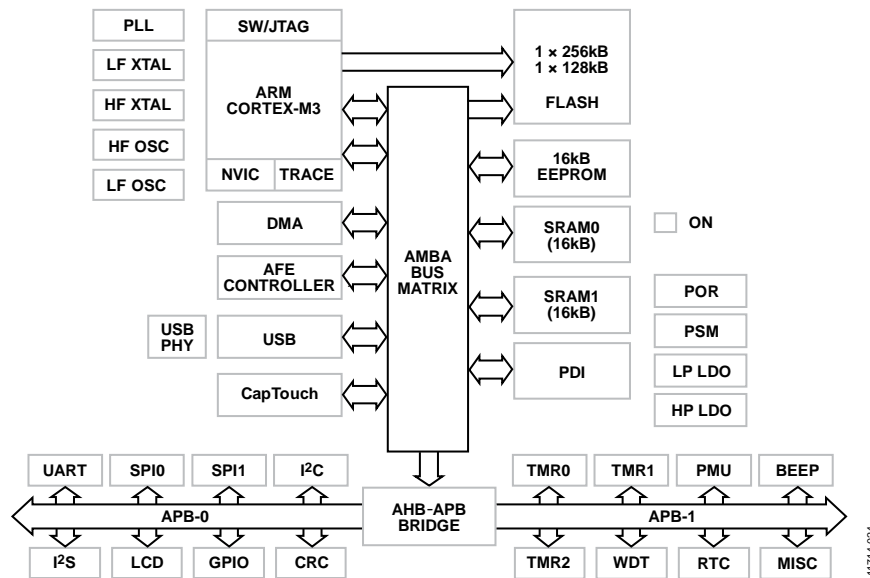 PLL
LF XTAL
HF XTAL
HF OSC
LF OSC
SW/JTAG
ARM
CORTEX-M3
NVIC
TRACE
1 × 256kB
1 × 128kB
FLASH
16kB
EEPROM
DMA
SRAM0
(16kB)
ON
AMBA
BUS
MATRIX
AFE
CONTROLLER
SRAM1
(16kB)
POR
PSM
LP LDO
HP LDO
USB
PHY
USB
PDI
CapTouch
UART
SPI0
SPI1
I²C
TMR0
TMR1
PMU
BEEP
APB-0
AHB-APB
BRIDGE
APB-1
I²S
LCD
GPIO
CRC
TMR2
WDT
RTC
MISC